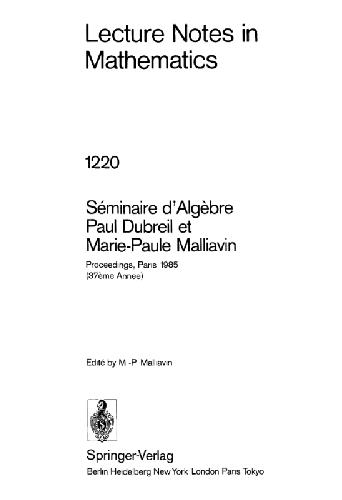 Lecture Notes in
Mathematics
1220
Séminaire d'Algèbre
Paul Dubreil et
Marie-Paule Malliavin
Proceedings, Paris 1985
(37ème Année)
Edité by M.-P. Malliavin
Springer-Verlag
Berlin Heidelberg New York London Paris Tokyo